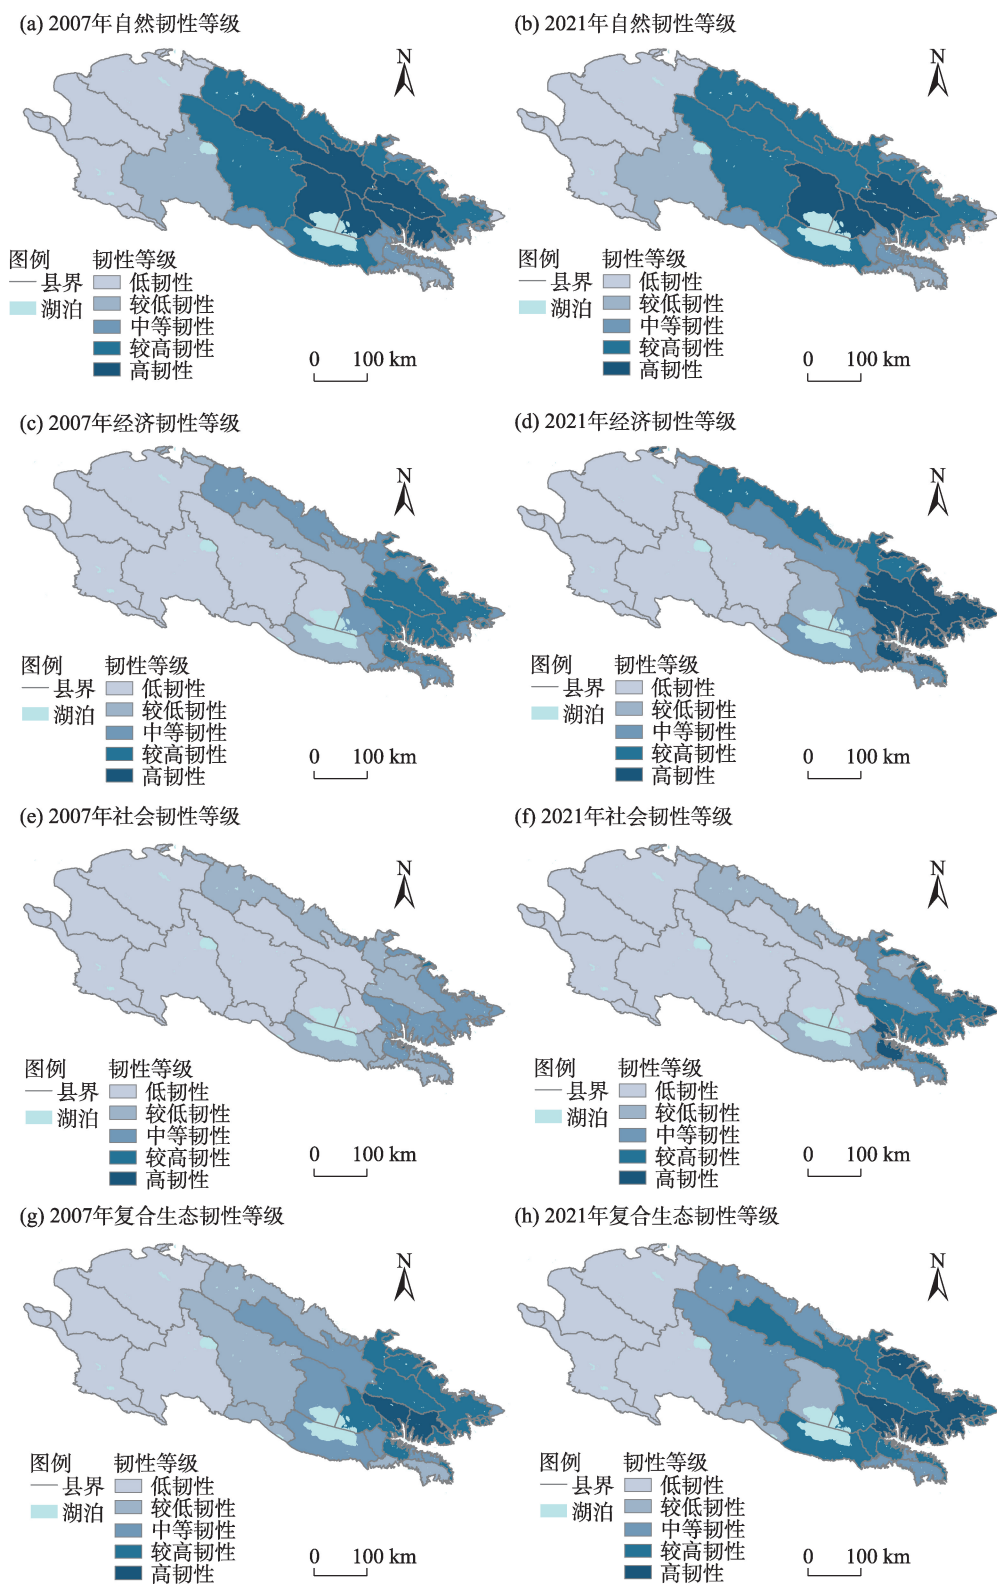 (a) 2007年自然韧性等级
N
图例
县界
湖泊
韧性等级
低韧性
较低韧性
中等韧性
较高韧性
高韧性
0 100 km
(b) 2021年自然韧性等级
N
图例
县界
湖泊
韧性等级
低韧性
较低韧性
中等韧性
较高韧性
高韧性
0 100 km
(c) 2007年经济韧性等级
N
图例
县界
湖泊
韧性等级
低韧性
较低韧性
中等韧性
较高韧性
高韧性
0 100 km
(d) 2021年经济韧性等级
N
图例
县界
湖泊
韧性等级
低韧性
较低韧性
中等韧性
较高韧性
高韧性
0 100 km
(e) 2007年社会韧性等级
N
图例
县界
湖泊
韧性等级
低韧性
较低韧性
中等韧性
较高韧性
高韧性
0 100 km
(f) 2021年社会韧性等级
N
图例
县界
湖泊
韧性等级
低韧性
较低韧性
中等韧性
较高韧性
高韧性
0 100 km
(g) 2007年复合生态韧性等级
N
图例
县界
湖泊
韧性等级
低韧性
较低韧性
中等韧性
较高韧性
高韧性
0 100 km
(h) 2021年复合生态韧性等级
N
图例
县界
湖泊
韧性等级
低韧性
较低韧性
中等韧性
较高韧性
高韧性
0 100 km